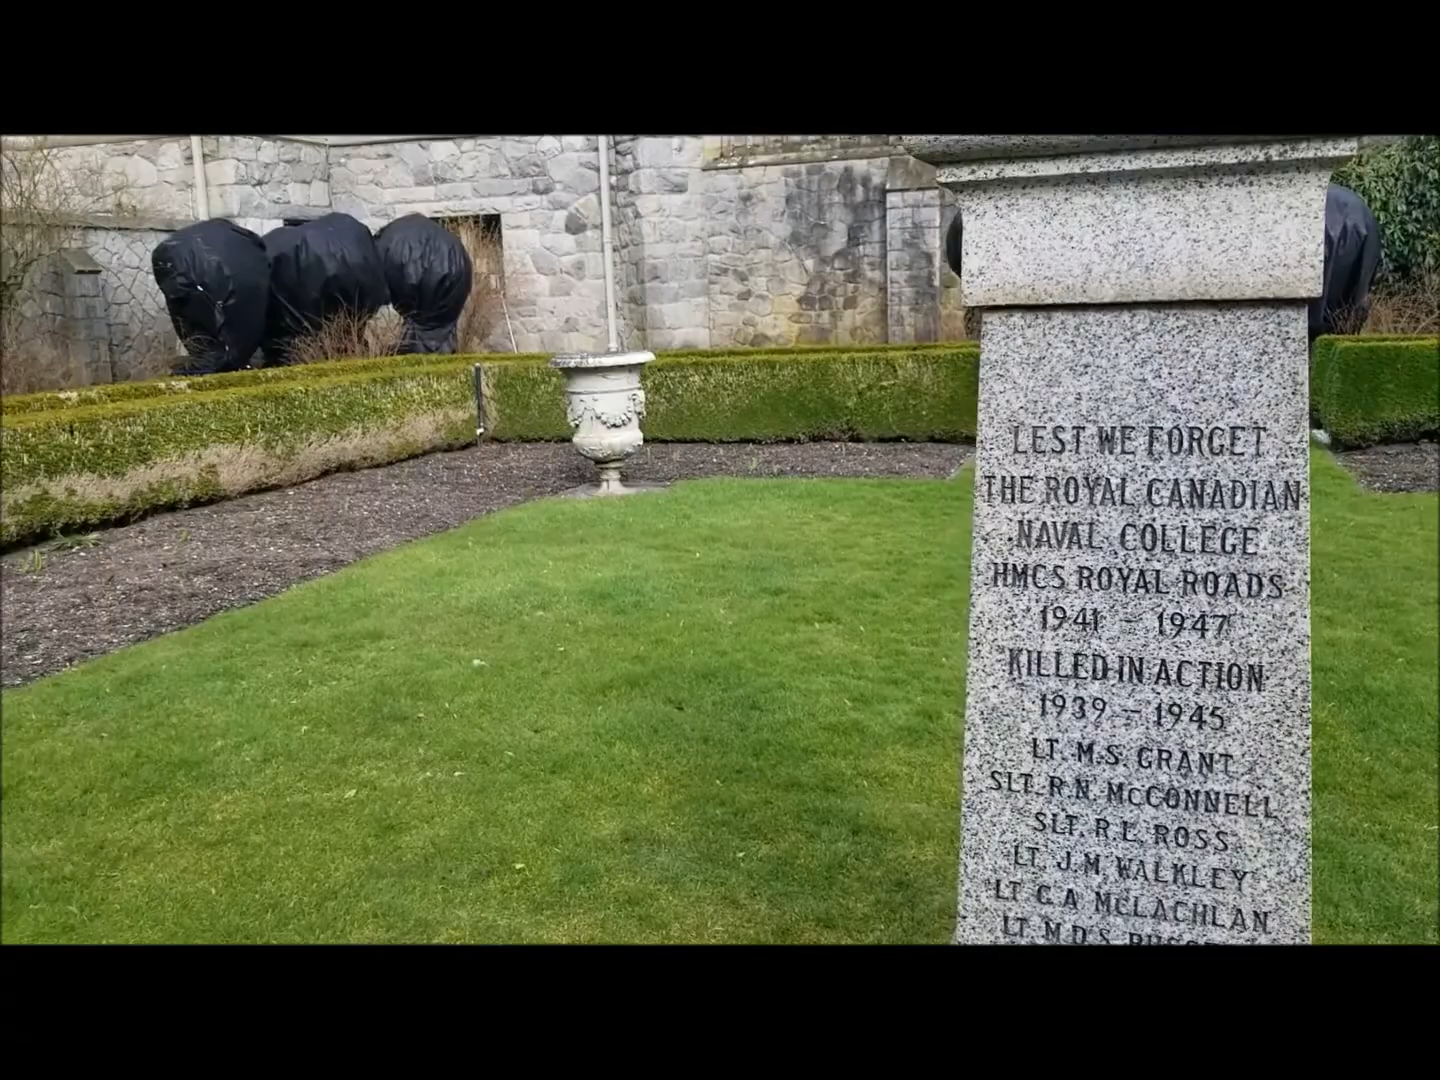 LEST WE FORGET
THE ROYAL CANADIAN
NAVAL COLLEGE
HMCS ROYAL ROADS
1941 - 1947
KILLED IN ACTION
1939 - 1945
LT. M.S. GRANT
SLT. R.N. McCONNELL
SLT. R.L. ROSS
LT. J.M. WALKLEY
LT C.A McLACHLAN
LT M.D.S.